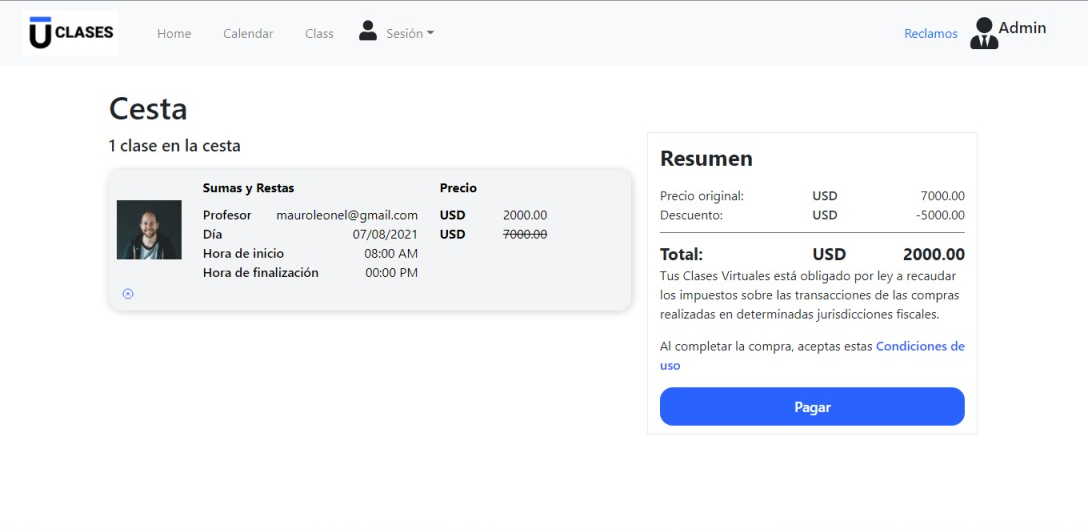 U CLASES
Home Calendar Class Sesión Reclamos Admin
Cesta
1 clase en la cesta
Sumas y Restas Precio
Profesor mauroleonel@gmail.com USD 2000.00
Día 07/08/2021 USD 7000.00
Hora de inicio 08:00 AM
Hora de finalización 00:00 PM
Resumen
Precio original: USD 7000.00
Descuento: USD -5000.00
Total: USD 2000.00
Tus Clases Virtuales está obligado por ley a recaudar
los impuestos sobre las transacciones de las compras
realizadas en determinadas jurisdicciones fiscales.
Al completar la compra, aceptas estas Condiciones de
uso
Pagar